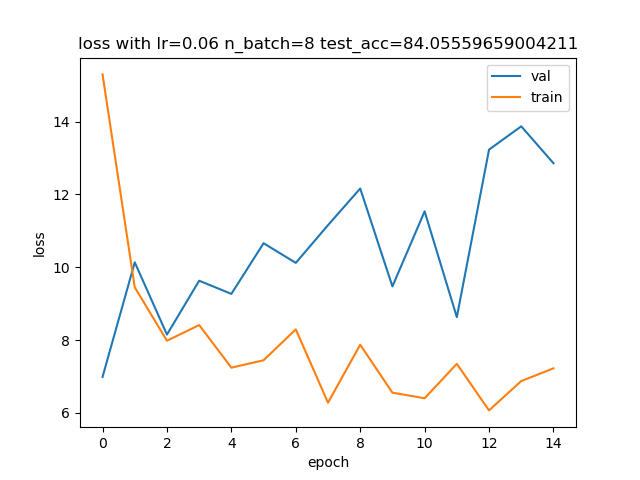 loss with lr=0.06 n_batch=8 test_acc=84.05559659004211
val
train
14
12
10
8
6
loss
0 2 4 6 8 10 12 14
epoch